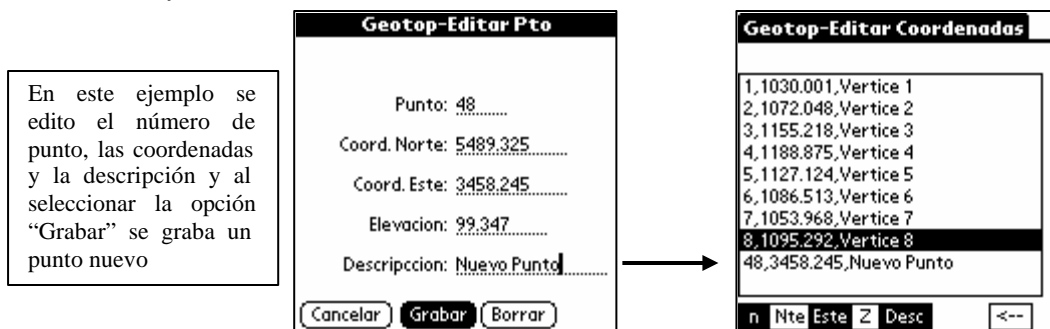 En este ejemplo se
edito el número de
punto, las coordenadas
y la descripción y al
seleccionar la opción
“Grabar” se graba un
punto nuevo
Geotop-Editar Pto
Punto: 48
Coord. Norte: 5489.325
Coord. Este: 3458.245
Elevacion: 99.347
Descripccion: Nuevo Punto
Cancelar Grabar Borrar
Geotop-Editar Coordenadas
1,1030.001,Vertice 1
2,1072.048,Vertice 2
3,1155.218,Vertice 3
4,1188.875,Vertice 4
5,1127.124,Vertice 5
6,1086.513,Vertice 6
7,1053.968,Vertice 7
8,1095.292,Vertice 8
48,3458.245,Nuevo Punto
n Nte Este Z Desc <--